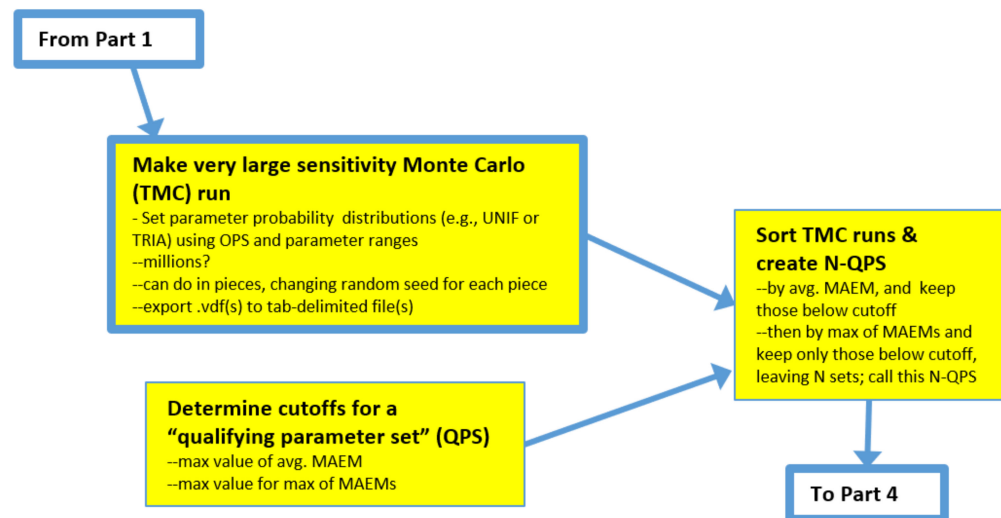 From Part 1
Make very large sensitivity Monte Carlo
(TMC) run
- Set parameter probability distributions (e.g., UNIF or
TRIA) using OPS and parameter ranges
--millions?
--can do in pieces, changing random seed for each piece
--export .vdf(s) to tab-delimited file(s)
Determine cutoffs for a
“qualifying parameter set” (QPS)
--max value of avg. MAEM
--max value for max of MAEMs
Sort TMC runs &
create N-QPS
--by avg. MAEM, and keep
those below cutoff
--then by max of MAEMs and
keep only those below cutoff,
leaving N sets; call this N-QPS
To Part 4